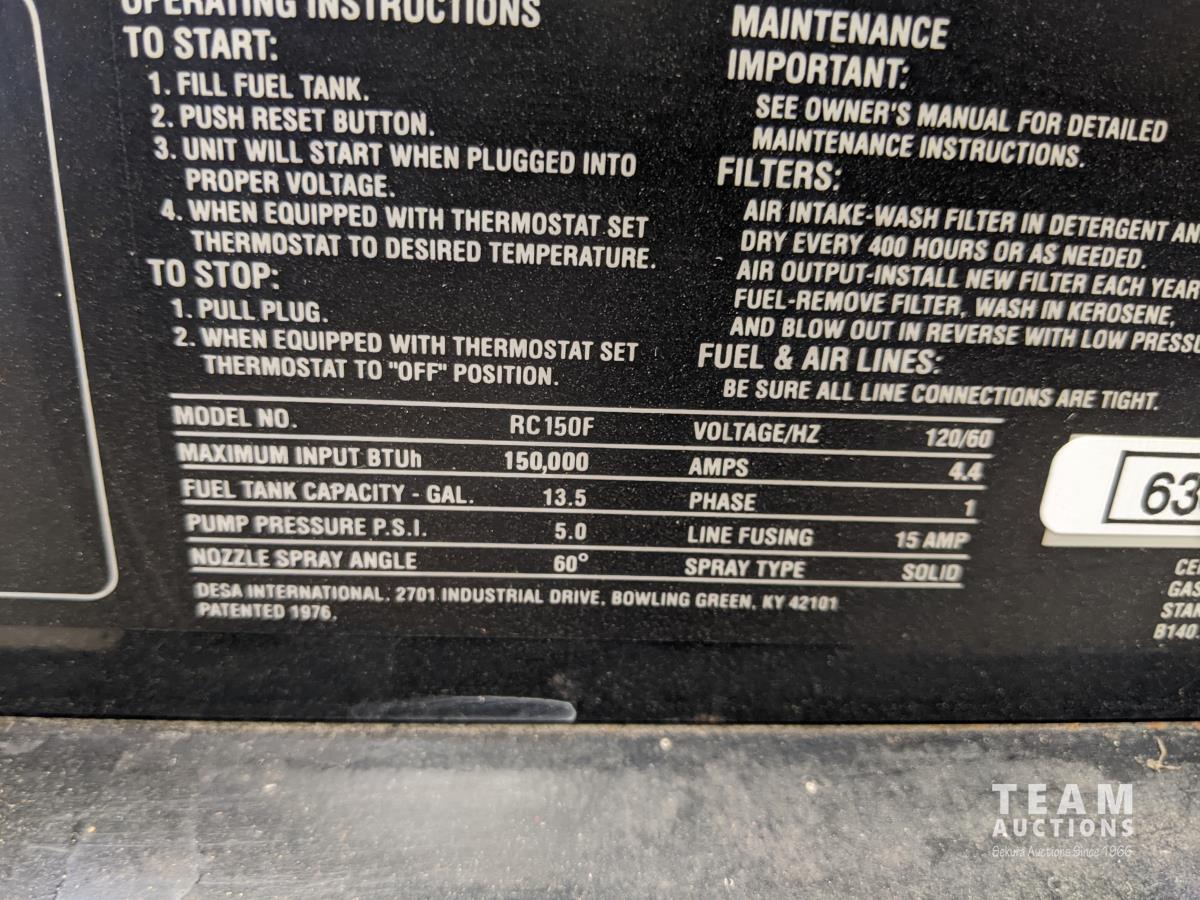 OPERATING INSTRUCTIONS
TO START:
1. FILL FUEL TANK.
2. PUSH RESET BUTTON.
3. UNIT WILL START WHEN PLUGGED INTO
PROPER VOLTAGE.
4. WHEN EQUIPPED WITH THERMOSTAT SET
THERMOSTAT TO DESIRED TEMPERATURE.
TO STOP:
1. PULL PLUG.
2. WHEN EQUIPPED WITH THERMOSTAT SET
THERMOSTAT TO "OFF" POSITION.
MAINTENANCE
IMPORTANT:
SEE OWNER'S MANUAL FOR DETAILED
MAINTENANCE INSTRUCTIONS.
FILTERS:
AIR INTAKE-WASH FILTER IN DETERGENT AN
DRY EVERY 400 HOURS OR AS NEEDED.
AIR OUTPUT-INSTALL NEW FILTER EACH YEAR
FUEL-REMOVE FILTER, WASH IN KEROSENE,
AND BLOW OUT IN REVERSE WITH LOW PRESSU
FUEL & AIR LINES:
BE SURE ALL LINE CONNECTIONS ARE TIGHT.
MODEL NO. RC150F VOLTAGE/HZ 120/60
MAXIMUM INPUT BTUh 150,000 AMPS 4.4
FUEL TANK CAPACITY - GAL. 13.5 PHASE 1
PUMP PRESSURE P.S.I. 5.0 LINE FUSING 15 AMP
NOZZLE SPRAY ANGLE 60° SPRAY TYPE SOLID
DESA INTERNATIONAL, 2701 INDUSTRIAL DRIVE, BOWLING GREEN, KY 42101
PATENTED 1976.
63
CE
GAS
STAN
B140
TEAM
AUCTIONS
Bekura Auctions Since 1966